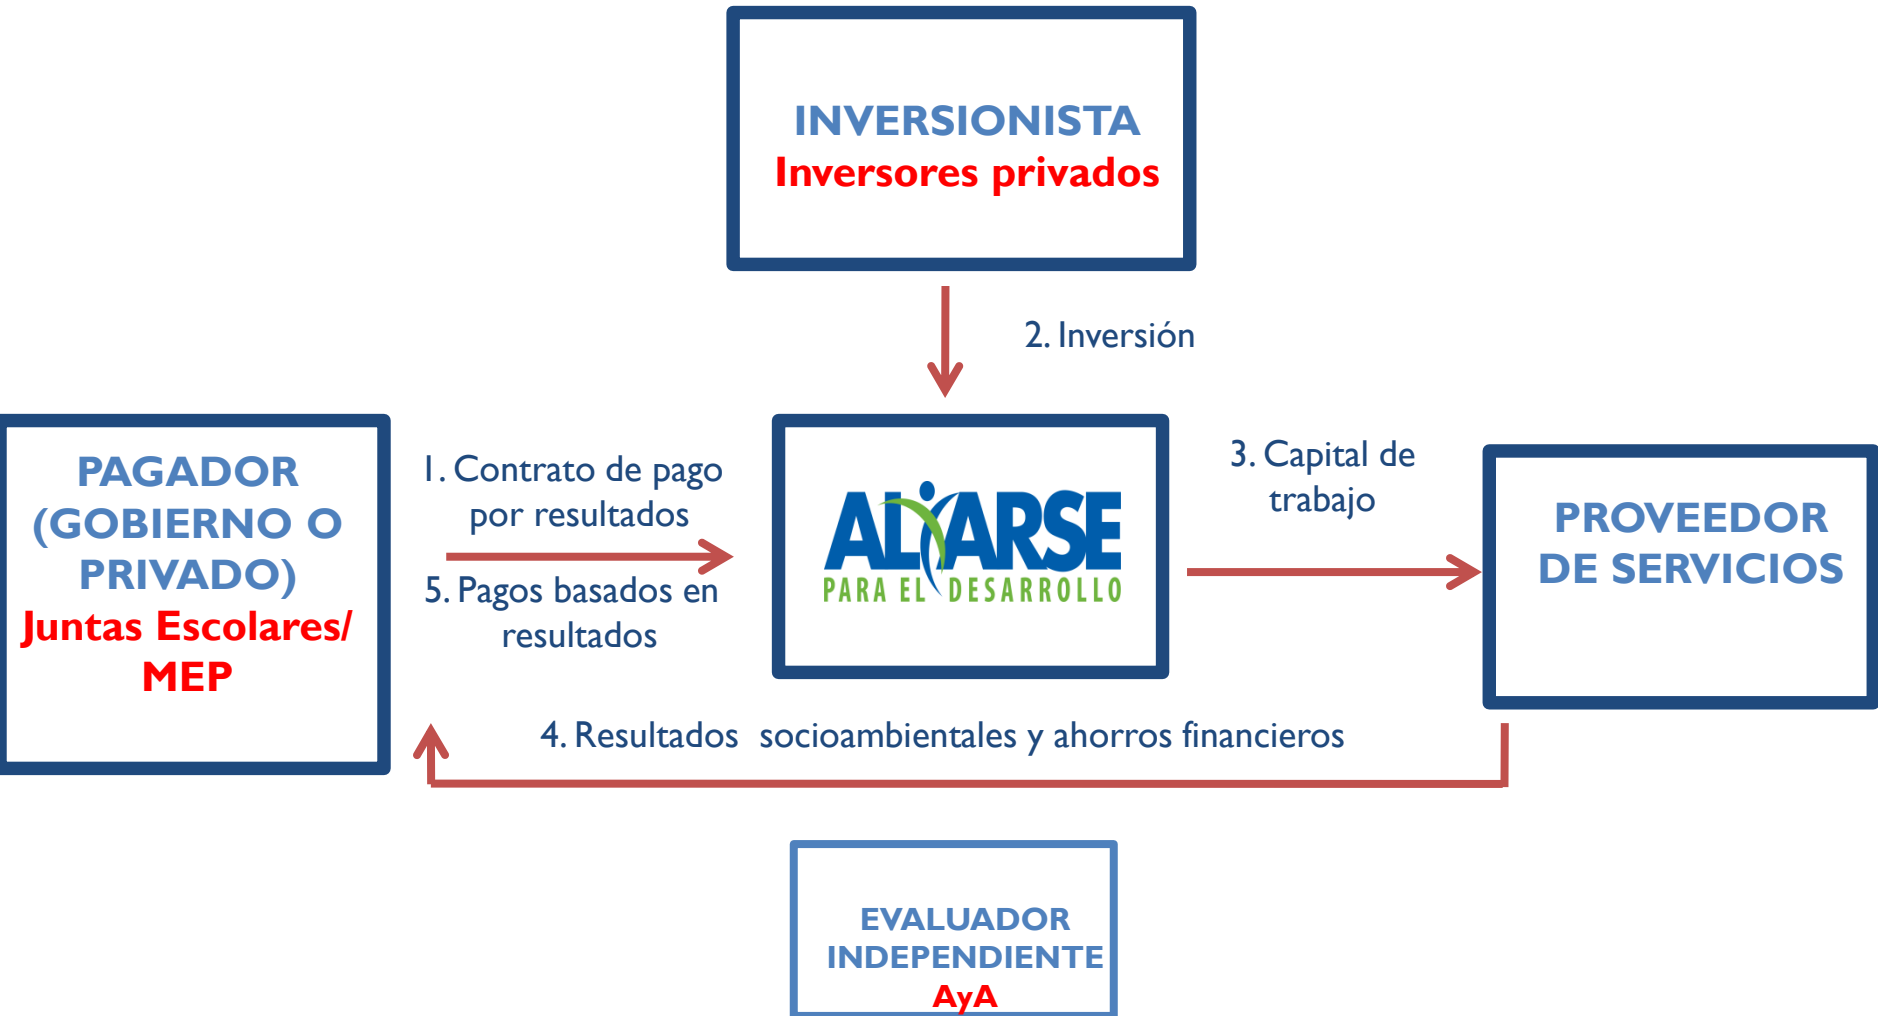 INVERSIONISTA
Inversores privados
2. Inversión
PAGADOR
(GOBIERNO O
PRIVADO)
Juntas Escolares/
MEP
1. Contrato de pago
por resultados
5. Pagos basados en
resultados
ALIARSE
PARA EL DESARROLLO
3. Capital de
trabajo
PROVEEDOR
DE SERVICIOS
4. Resultados socioambientales y ahorros financieros
EVALUADOR
INDEPENDIENTE
AyA